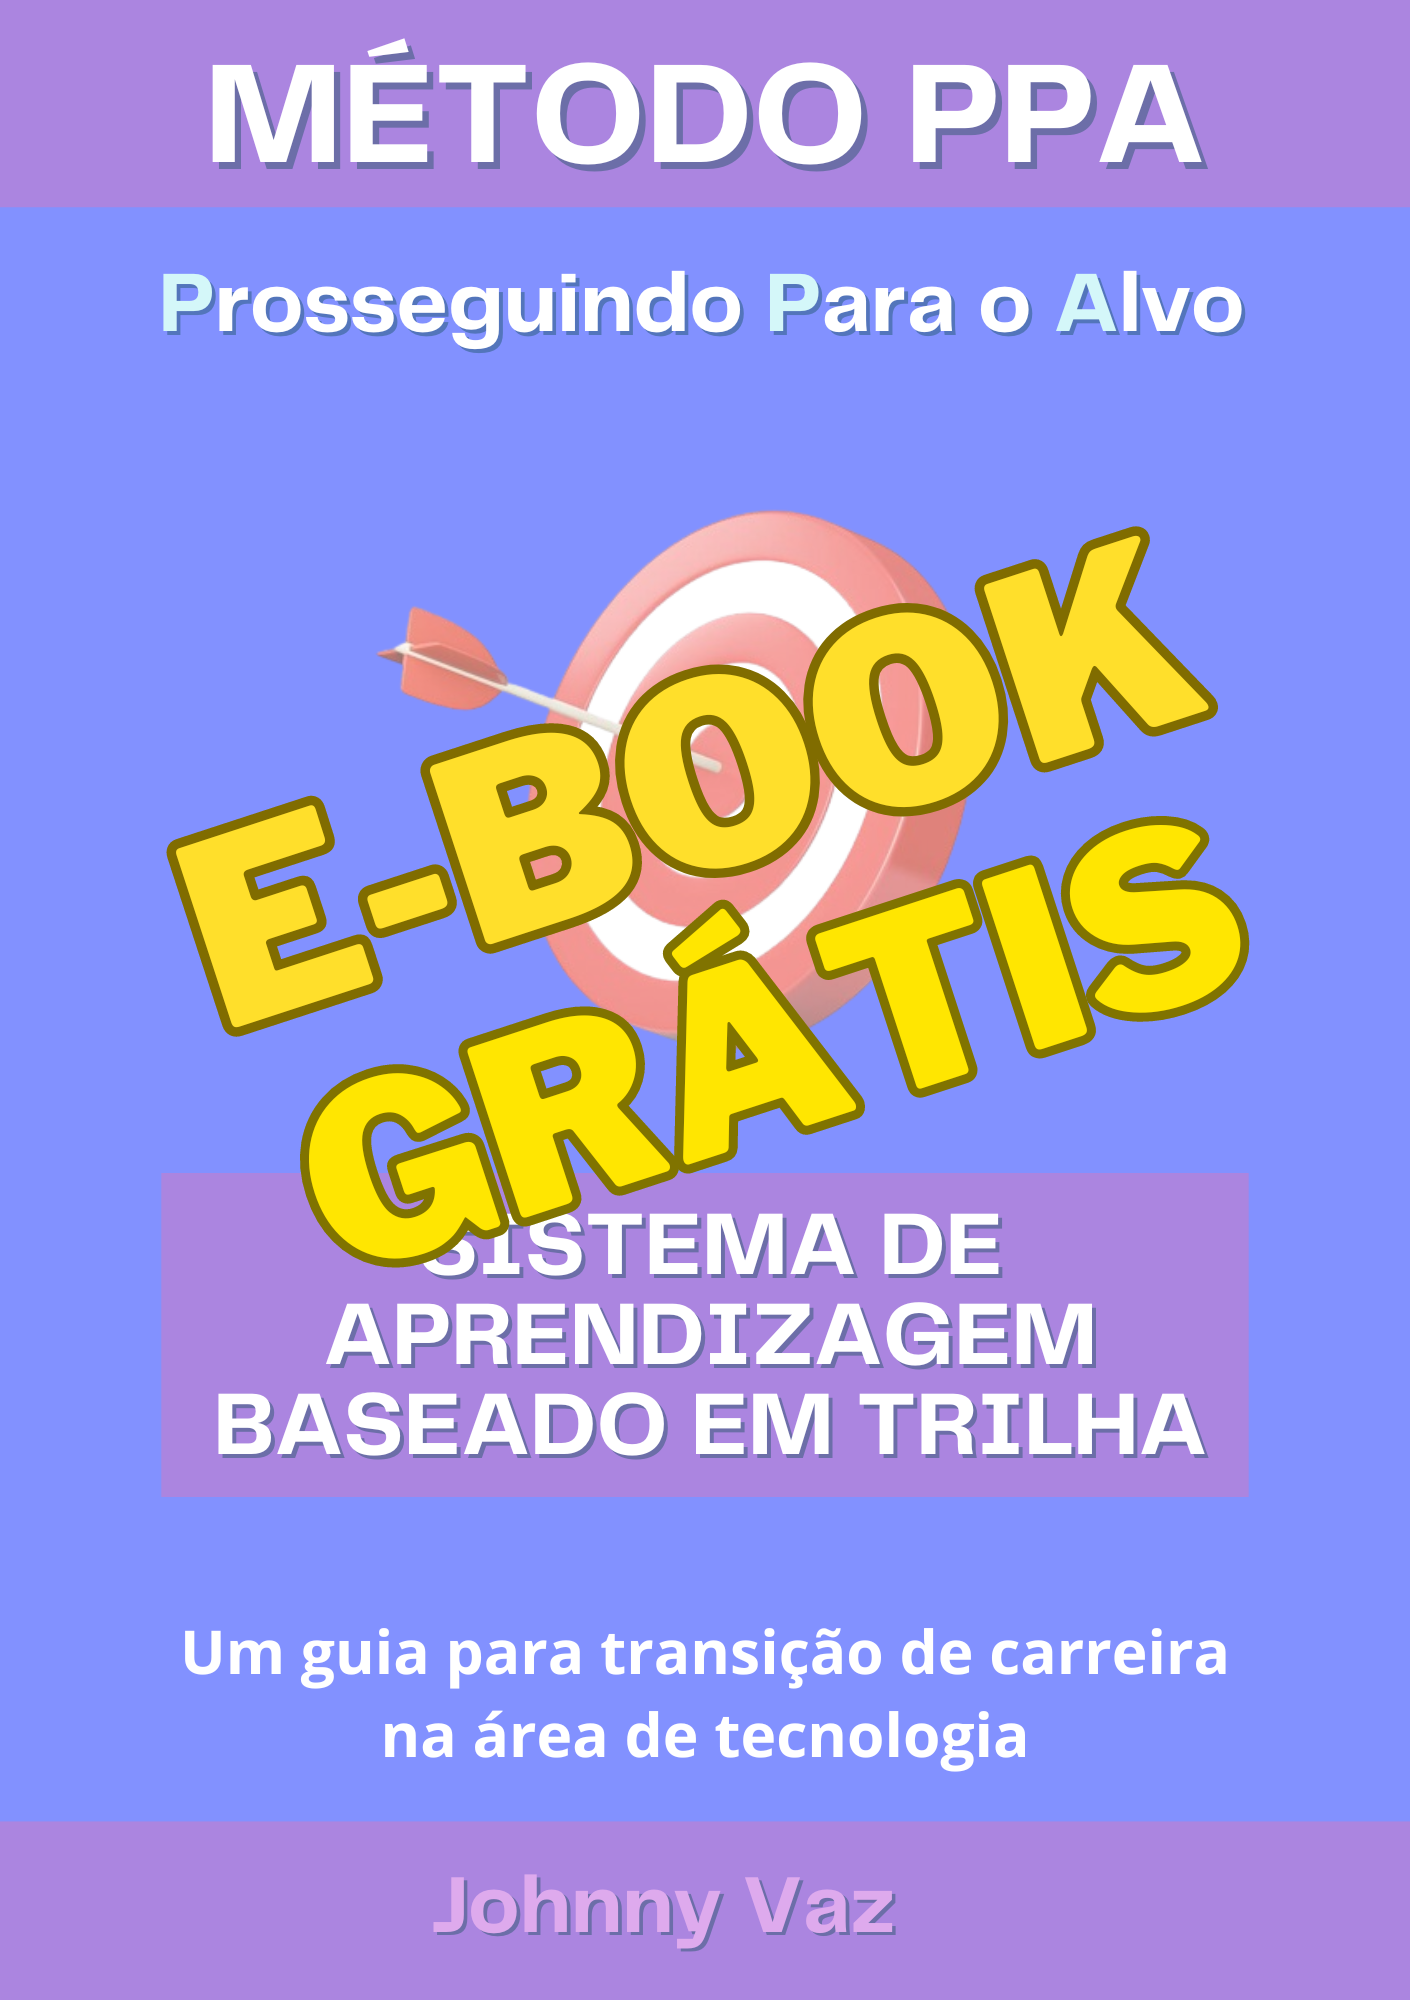 MÉTODO PPA
Prosseguindo Para o Alvo
E-BOOK
GRÁTIS
SISTEMA DE
APRENDIZAGEM
BASEADO EM TRILHA
Um guia para transição de carreira
na área de tecnologia
Johnny Vaz